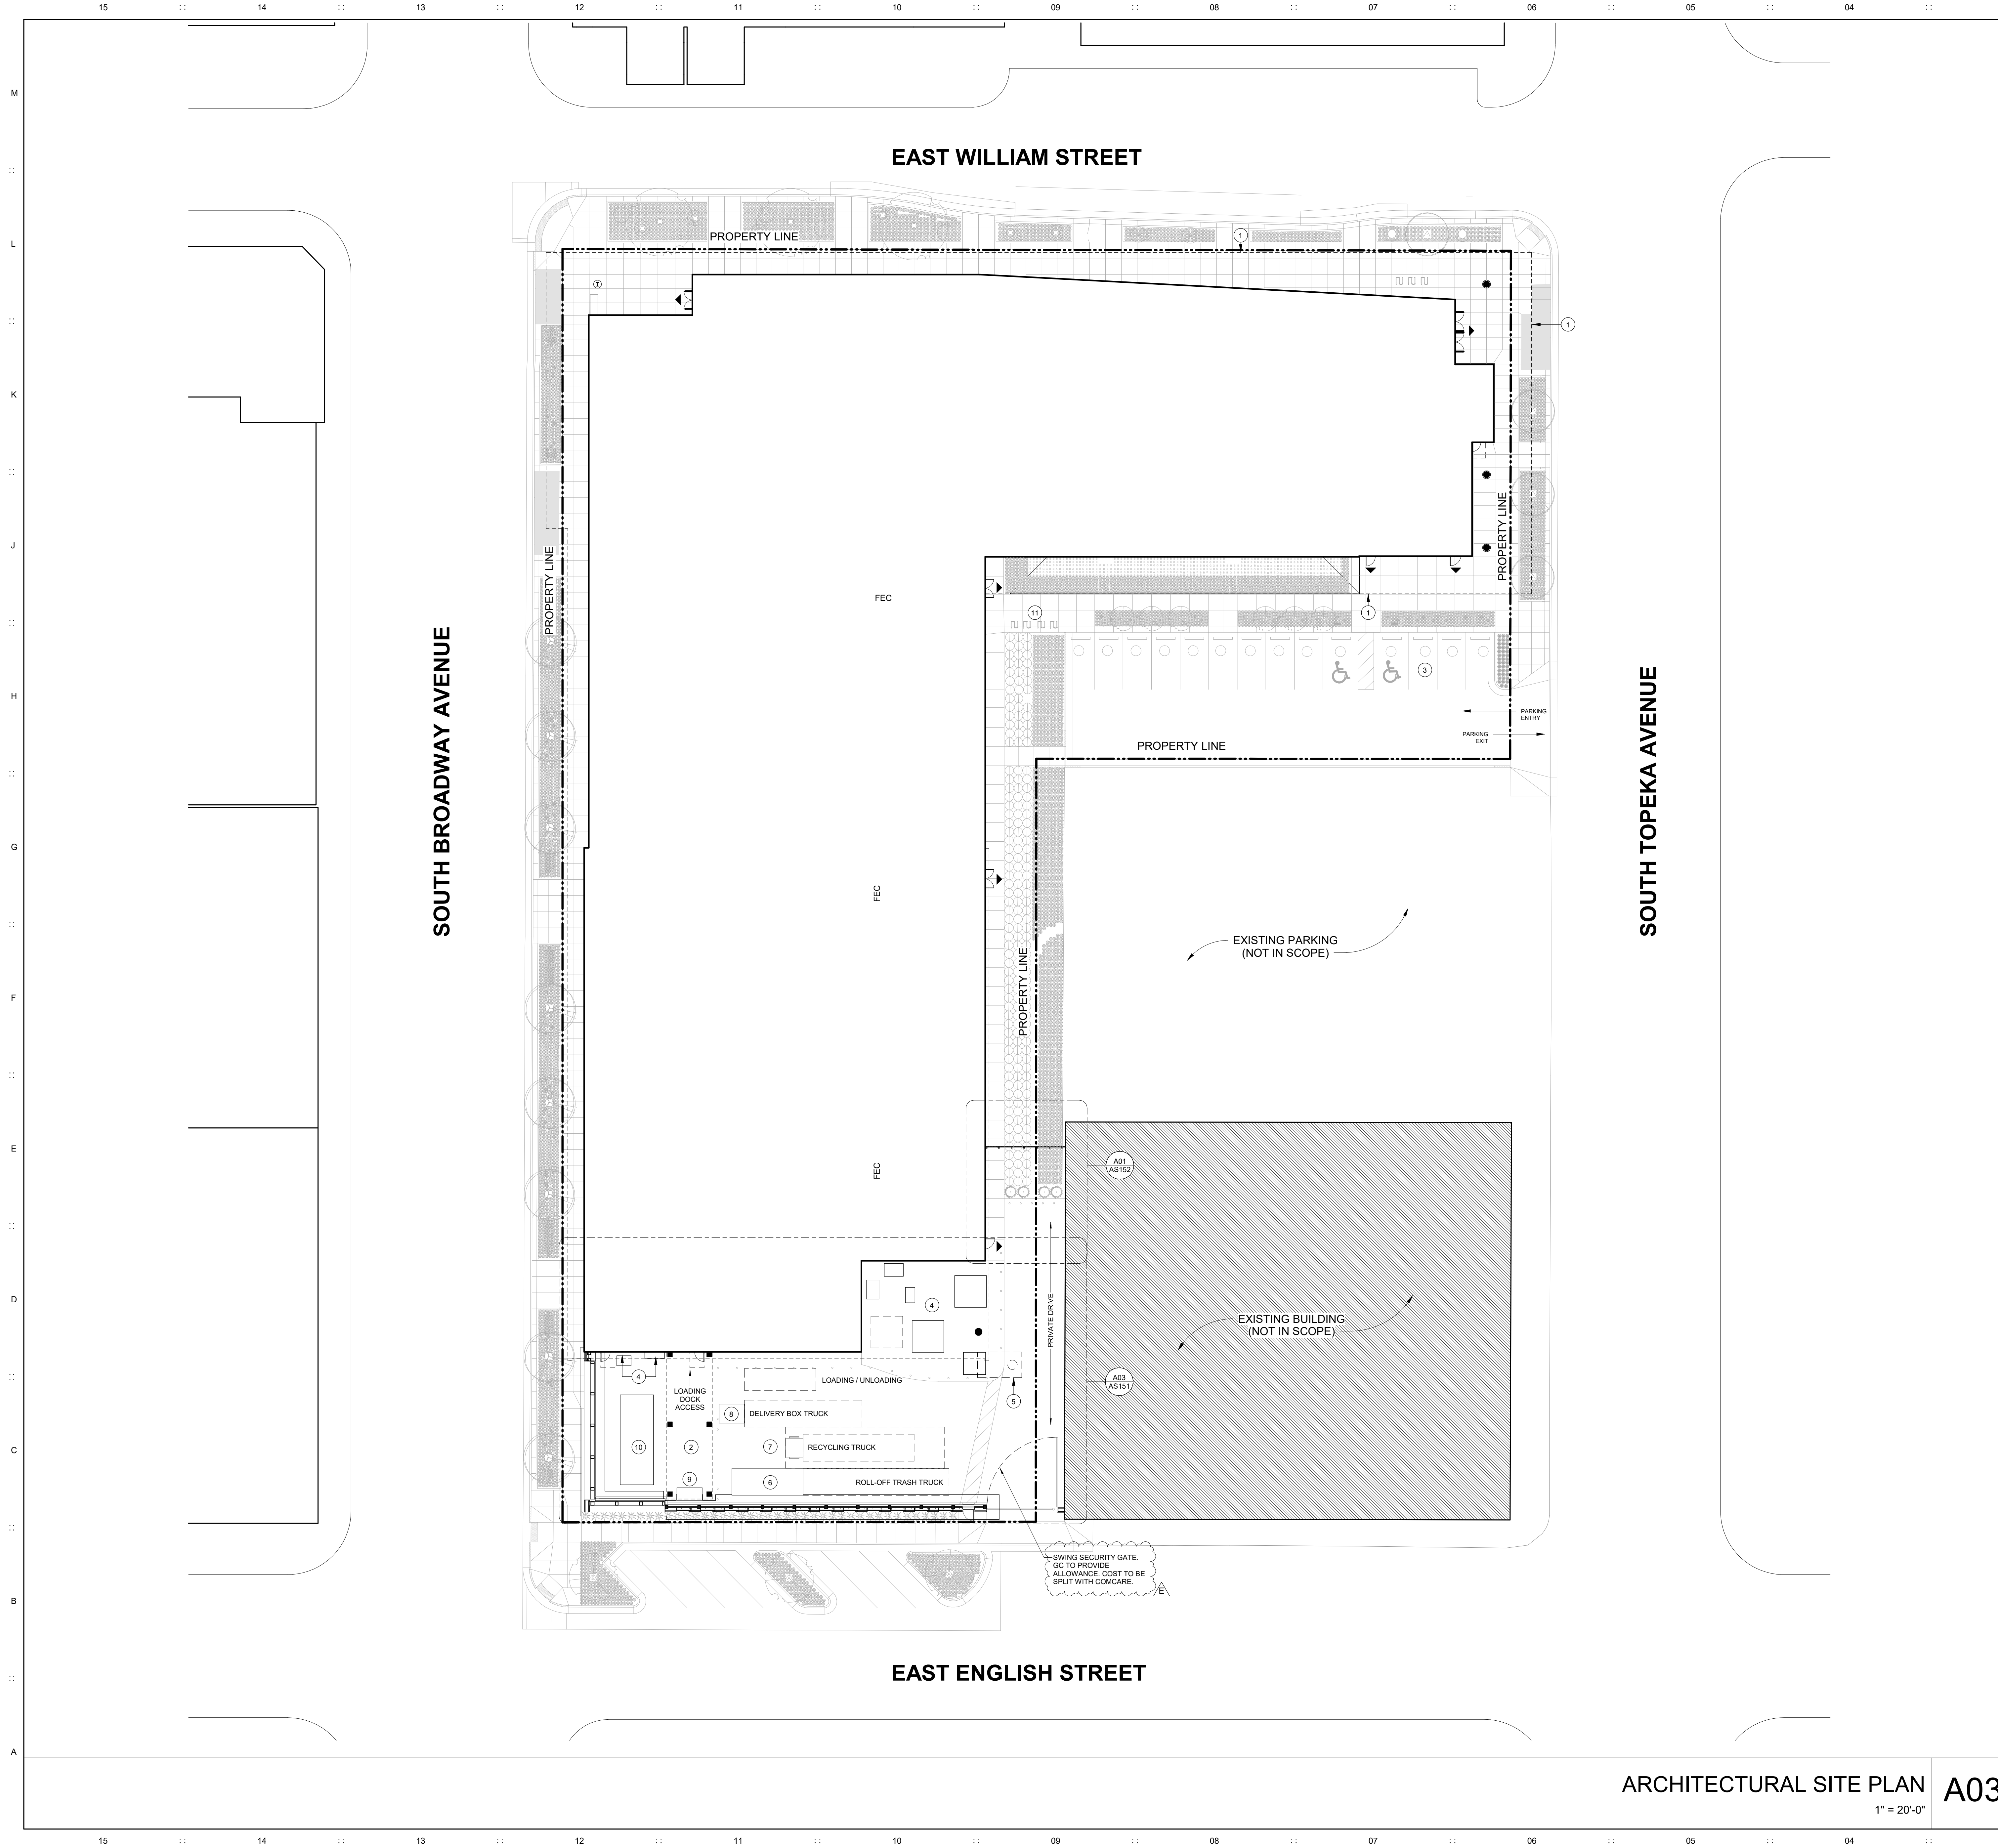 15 :: 14 :: 13 :: 12 :: 11 :: 10 :: 09 :: 08 :: 07 :: 06 :: 05 :: 04 ::
M
::
L
::
K
::
J
::
H
::
G
::
F
::
E
::
D
::
C
::
B
::
A
EAST WILLIAM STREET
PROPERTY LINE
1
1
PROPERTY LINE
PROPERTY LINE
SOUTH BROADWAY AVENUE
SOUTH TOPEKA AVENUE
FEC
11
1
3
PARKING
ENTRY
PARKING
EXIT
PROPERTY LINE
FEC
PROPERTY LINE
EXISTING PARKING
(NOT IN SCOPE)
FEC
A01
AS152
4
PRIVATE DRIVE
EXISTING BUILDING
(NOT IN SCOPE)
4
LOADING
DOCK
ACCESS
LOADING / UNLOADING
5
A03
AS151
8
DELIVERY BOX TRUCK
10
2
7
RECYCLING TRUCK
9
6
ROLL-OFF TRASH TRUCK
SWING SECURITY GATE.
GC TO PROVIDE
ALLOWANCE. COST TO BE
SPLIT WITH COMCARE.
E
EAST ENGLISH STREET
ARCHITECTURAL SITE PLAN
1" = 20'-0"
A03
15 :: 14 :: 13 :: 12 :: 11 :: 10 :: 09 :: 08 :: 07 :: 06 :: 05 :: 04 ::